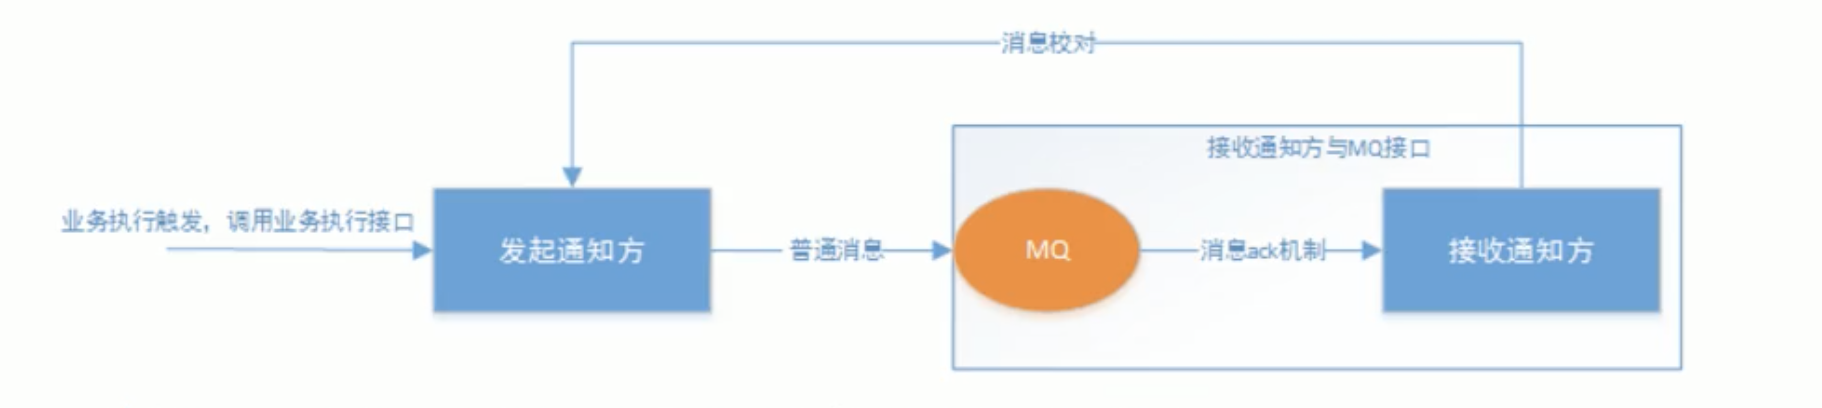 消息校对
接收通知方与MQ接口
业务执行触发，调用业务执行接口
发起通知方
普通消息
MQ
消息ack机制
接收通知方